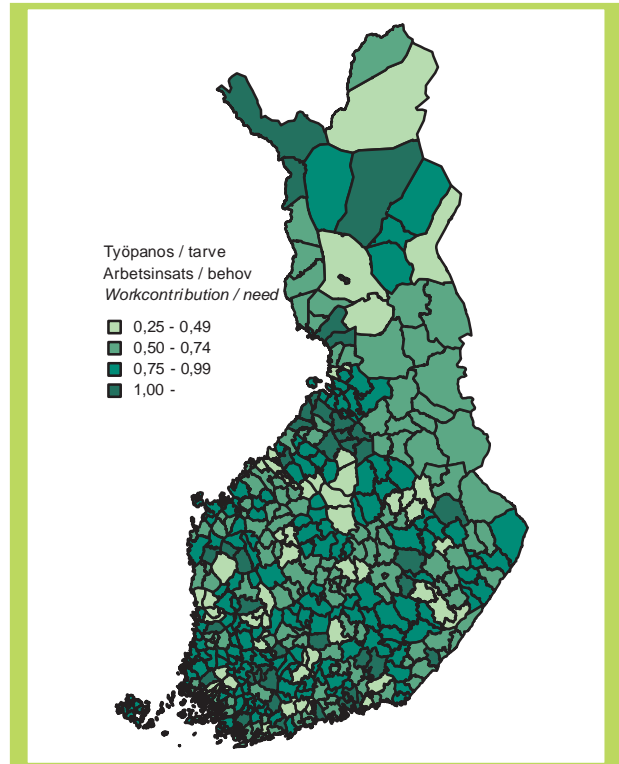 Työpanos / tarve
Arbetsinsats / behov
Workcontribution / need
0,25 - 0,49
0,50 - 0,74
0,75 - 0,99
1,00 -